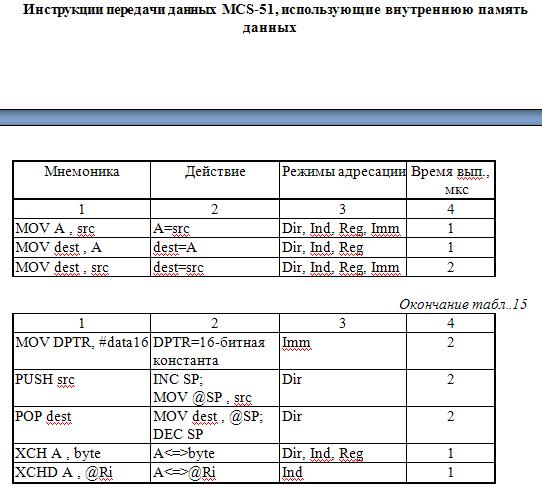 Инструкции передачи данных MCS-51, использующие внутреннюю память
данных
Мнемоника Действие Режимы адресации Время вып.,
мкс
1 2 3 4
MOV A , src A=src Dir, Ind, Reg, Imm 1
MOV dest , A dest=A Dir, Ind, Reg 1
MOV dest , src dest=src Dir, Ind, Reg, Imm 2
Окончание табл..15
1 2 3 4
MOV DPTR, #data16 DPTR=16-битная Imm 2
константа
PUSH src INC SP; Dir 2
MOV @SP , src
POP dest MOV dest , @SP; Dir 2
DEC SP
XCH A , byte A<=>byte Dir, Ind, Reg 1
XCHD A , @Ri A<=>@Ri Ind 1